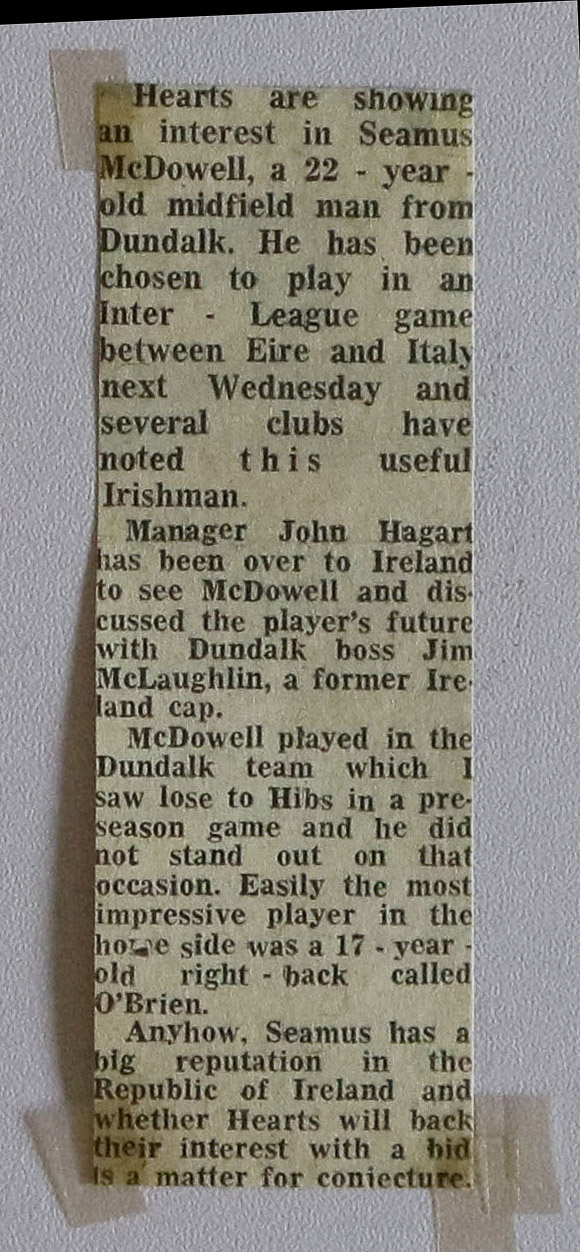 Hearts are showing
an interest in Seamus
McDowell, a 22 - year -
old midfield man from
Dundalk. He has been
chosen to play in an
Inter - League game
between Eire and Italy
next Wednesday and
several clubs have
noted this useful
Irishman.
Manager John Hagart
has been over to Ireland
to see McDowell and dis-
cussed the player's future
with Dundalk boss Jim
McLaughlin, a former Ire-
land cap.
McDowell played in the
Dundalk team which I
saw lose to Hibs in a pre-
season game and he did
not stand out on that
occasion. Easily the most
impressive player in the
home side was a 17 - year -
old right - back called
O'Brien.
Anyhow, Seamus has a
big reputation in the
Republic of Ireland and
whether Hearts will back
their interest with a bid
is a matter for conjecture.